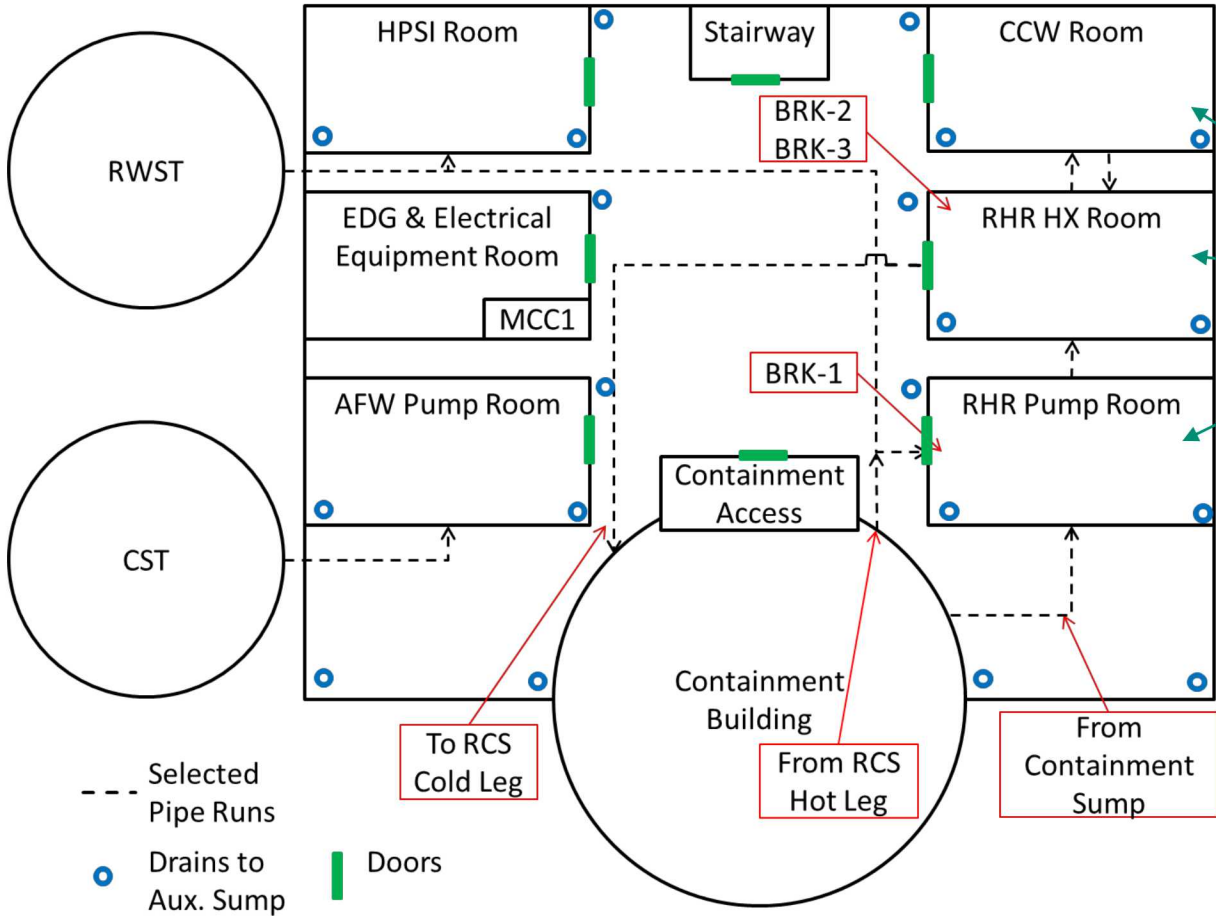 HPSI Room
Stairway
CCW Room
BRK-2
BRK-3
RWST
EDG & Electrical
Equipment Room
MCC1
RHR HX Room
BRK-1
AFW Pump Room
RHR Pump Room
Containment
Access
CST
Containment
Building
To RCS
Cold Leg
From RCS
Hot Leg
From
Containment
Sump
Selected
Pipe Runs
Drains to
Aux. Sump
Doors